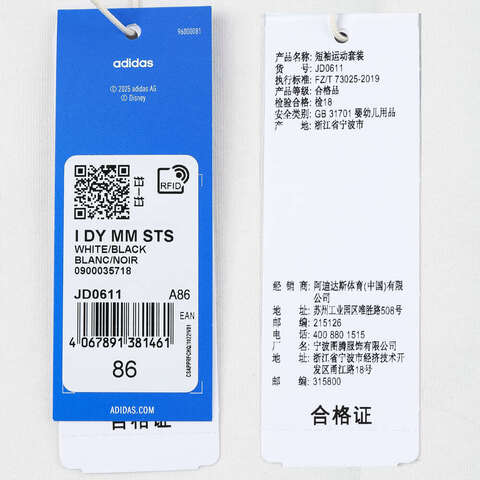 96000081
adidas
© 2025 adidas AG
© Disney
RFID
I DY MM STS
WHITE/BLACK
BLANC/NOIR
0900035718
JD0611 A86
EAN
4 067891 381461
86
ADIDAS.COM
合格证
产品名称: 短袖运动套装
货 号: JD0611
执行标准: FZ/T 73025-2019
产品等级: 合格品
检验合格: 检18
安全类别: GB 31701 婴幼儿用品
产 地: 浙江省宁波市
经 销 商: 阿迪达斯体育(中国)有限
公司
地 址: 苏州工业园区唯胜路508号
邮 编: 215126
电 话: 400 880 1515
厂 名: 宁波甬腾服饰有限公司
地 址: 浙江省宁波市经济技术开
发区甬江路18号
邮 编: 315800
合格证